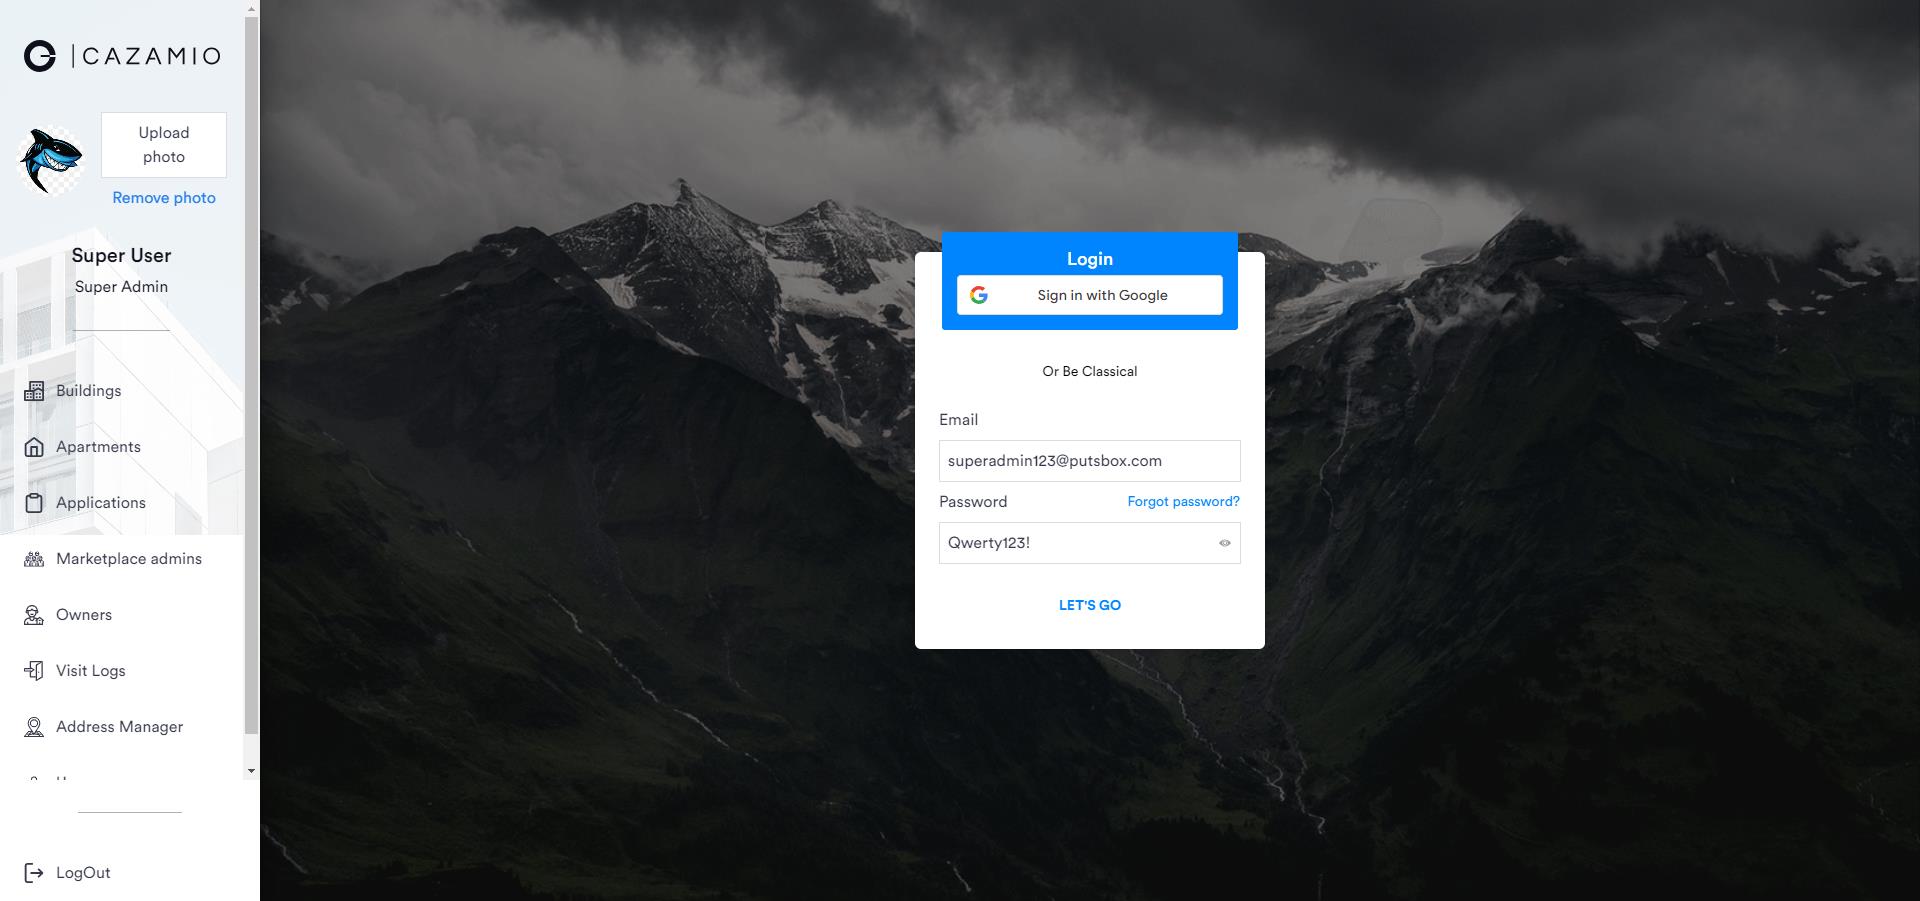 CAZAMIO
Upload
photo
Remove photo
Super User
Super Admin
Buildings
Apartments
Applications
Marketplace admins
Owners
Visit Logs
Address Manager
LogOut
Login
Sign in with Google
Or Be Classical
Email
superadmin123@putsbox.com
Password
Forgot password?
Qwerty123!
LET'S GO